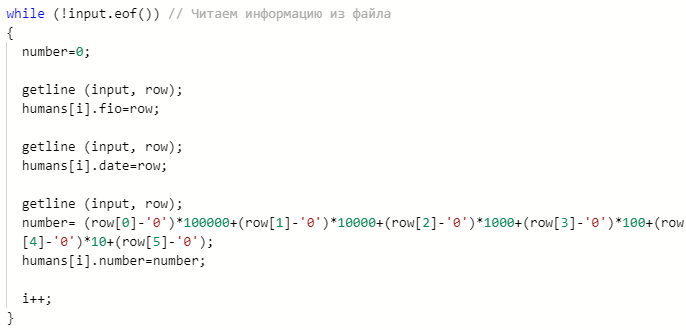 while (!input.eof()) // Читаем информацию из файла
{
number=0;
getline (input, row);
humans[i].fio=row;
getline (input, row);
humans[i].date=row;
getline (input, row);
number= (row[0]-'0')*100000+(row[1]-'0')*10000+(row[2]-'0')*1000+(row[3]-'0')*100+(row
[4]-'0')*10+(row[5]-'0');
humans[i].number=number;
i++;
}